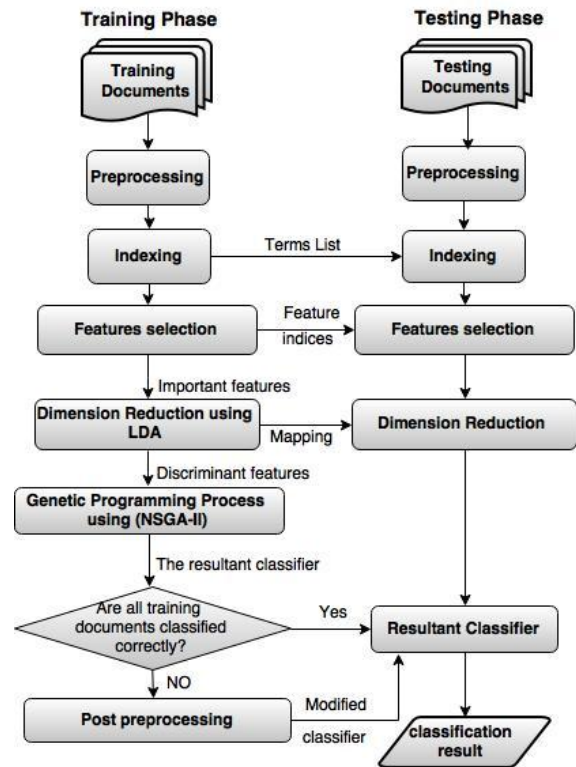 Training Phase
Testing Phase
Training
Documents
Testing
Documents
Preprocessing
Preprocessing
Indexing
Terms List
Indexing
Features selection
Feature
indices
Features selection
Important features
Dimension Reduction using
LDA
Mapping
Dimension Reduction
Discriminant features
Genetic Programming Process
using (NSGA-II)
The resultant classifier
Are all training
documents classified
correctly?
Yes
Resultant Classifier
NO
Post preprocessing
Modified
classifier
classification
result